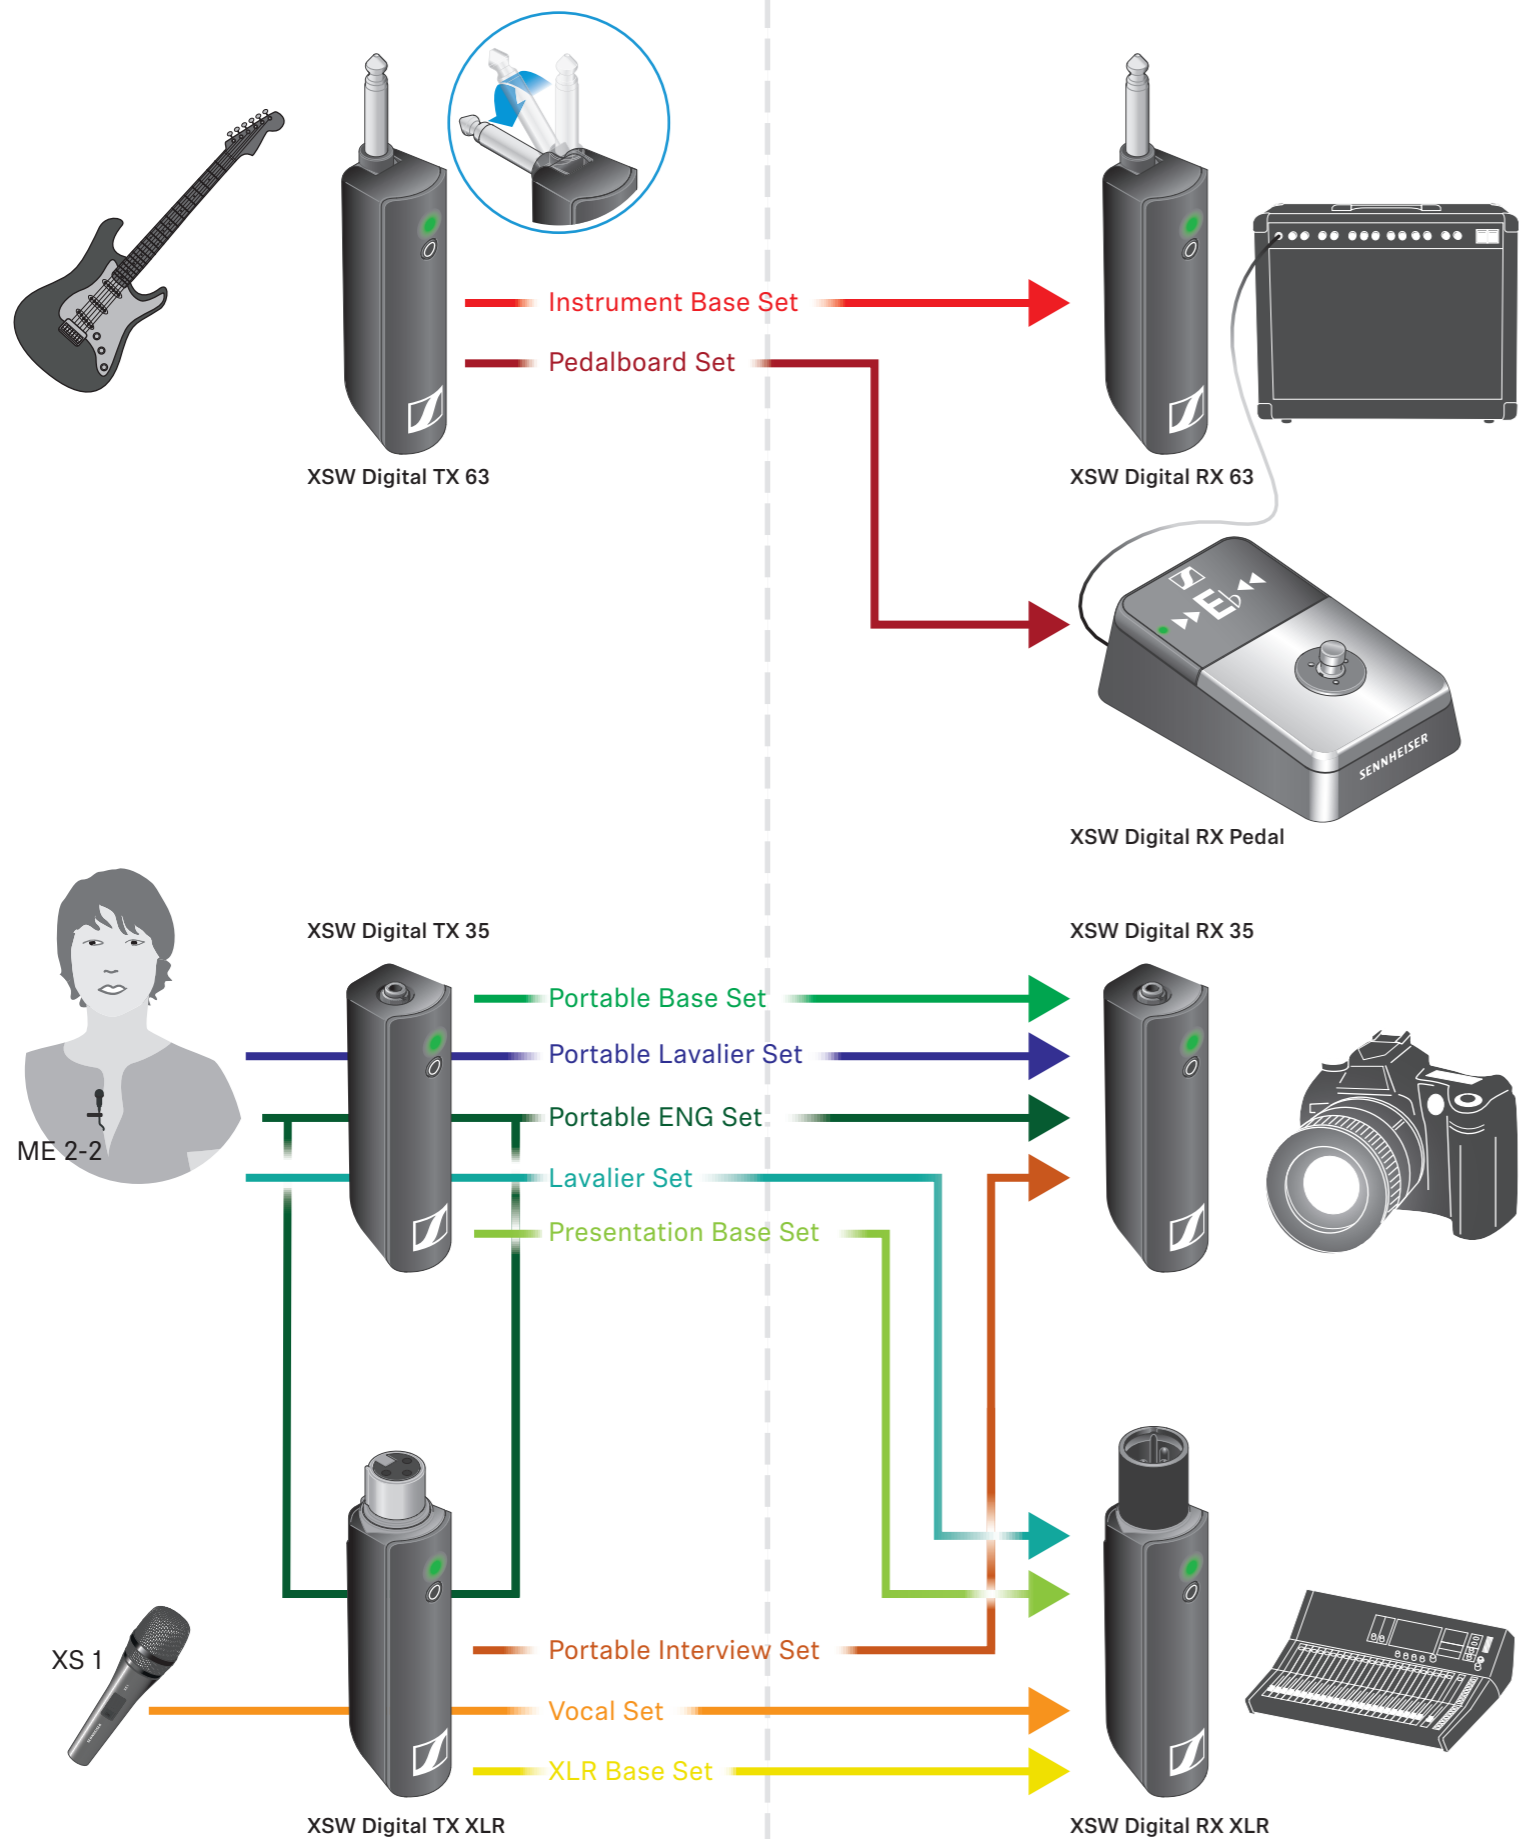 Instrument Base Set
Pedalboard Set
XSW Digital TX 63
XSW Digital RX 63
Eb
SENNHEISER
XSW Digital RX Pedal
XSW Digital TX 35
XSW Digital RX 35
Portable Base Set
Portable Lavalier Set
Portable ENG Set
ME 2-2
Lavalier Set
Presentation Base Set
Portable Interview Set
XS 1
Vocal Set
XLR Base Set
XSW Digital TX XLR
XSW Digital RX XLR